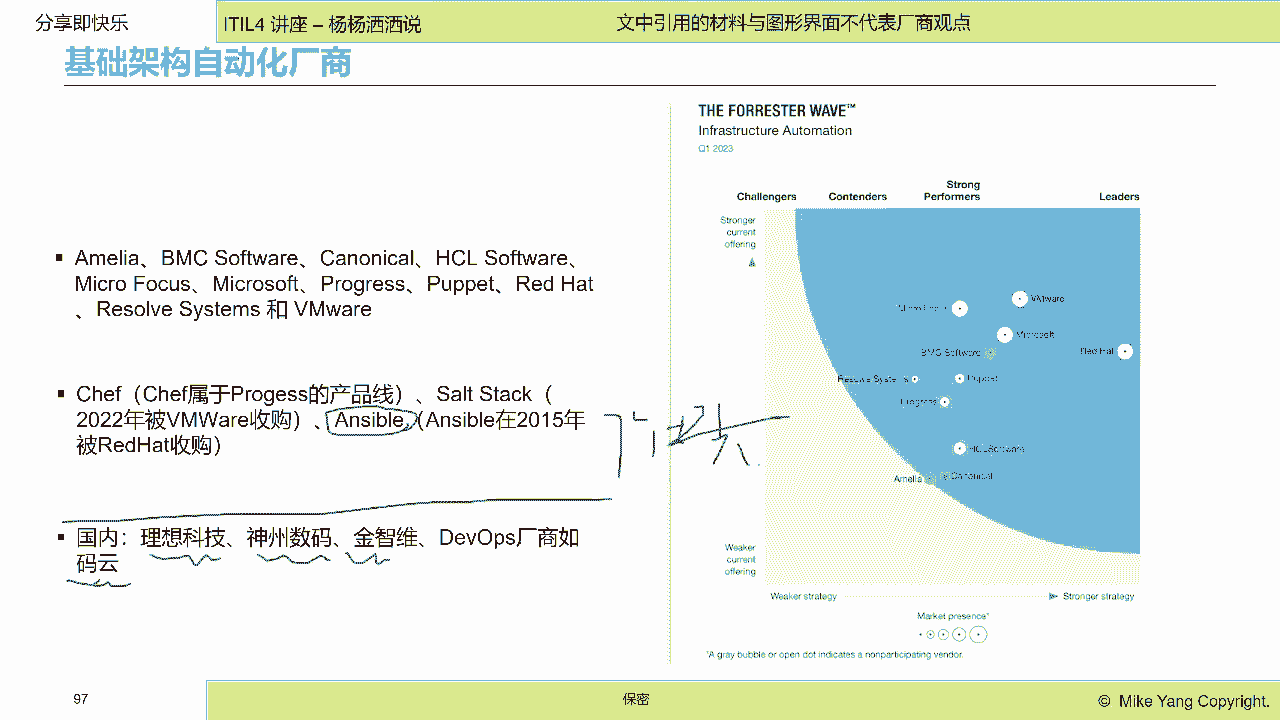 分享即快乐
ITIL4 讲座 – 杨杨洒洒说
文中引用的材料与图形界面不代表厂商观点
基础架构自动化厂商
▪ Amelia、BMC Software、Canonical、HCL Software、
Micro Focus、Microsoft、Progress、Puppet、Red Hat
、Resolve Systems 和 VMware
▪ Chef（Chef属于Progess的产品线）、Salt Stack（
2022年被VMWare收购）、Ansible（Ansible在2015年
被RedHat收购）
▪ 国内：理想科技、神州数码、金智维、DevOps厂商如
码云
THE FORRESTER WAVE™
Infrastructure Automation
Q1 2023
Challengers
Contenders
Strong
Performers
Leaders
Stronger
current
offering
VMware
Microsoft
BMC Software
Red Hat
Resolve Systems
Puppet
Progress
HCLSoftware
Amelia
Canonical
Weaker
current
offering
Weaker strategy
Stronger strategy
Market presence*
*A gray bubble or open dot indicates a nonparticipating vendor.
97
保密
© Mike Yang Copyright.